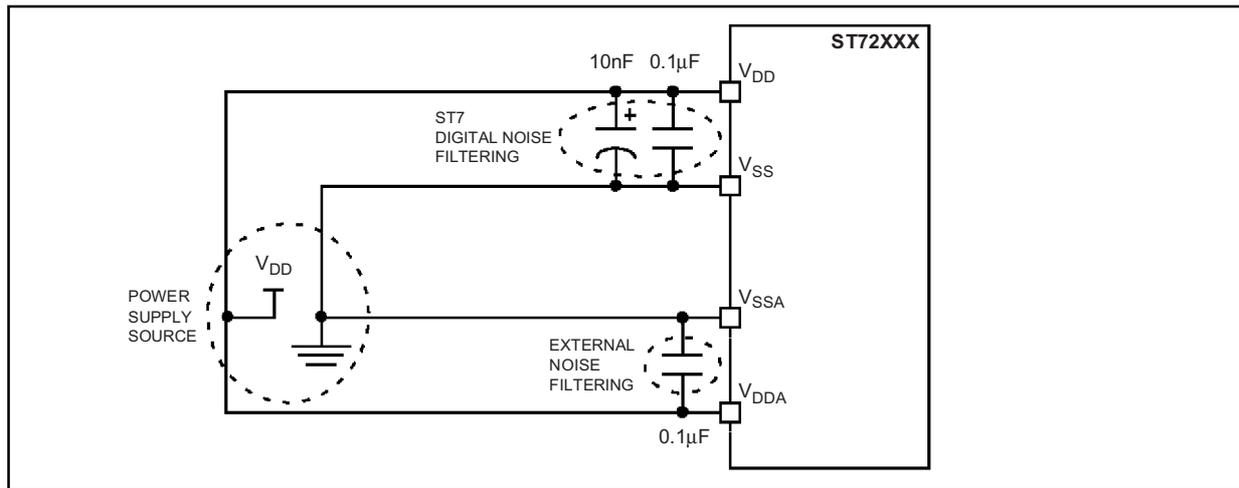 ST72XXX
10nF 0.1μF
VDD
ST7
DIGITAL NOISE
FILTERING
+
VSS
VDD
POWER
SUPPLY
SOURCE
VSSA
EXTERNAL
NOISE
FILTERING
VDDA
0.1μF